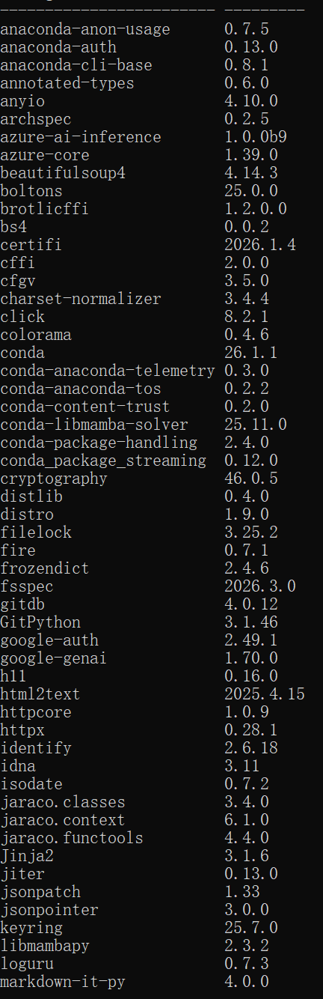 ------------------------ ---------
anaconda-anon-usage 0.7.5
anaconda-auth 0.13.0
anaconda-cli-base 0.8.1
annotated-types 0.6.0
anyio 4.10.0
archspec 0.2.5
azure-ai-inference 1.0.0b9
azure-core 1.39.0
beautifulsoup4 4.14.3
boltons 25.0.0
brotlicffi 1.2.0.0
bs4 0.0.2
certifi 2026.1.4
cffi 2.0.0
cfgv 3.5.0
charset-normalizer 3.4.4
click 8.2.1
colorama 0.4.6
conda 26.1.1
conda-anaconda-telemetry 0.3.0
conda-anaconda-tos 0.2.2
conda-content-trust 0.2.0
conda-libmamba-solver 25.11.0
conda-package-handling 2.4.0
conda_package_streaming 0.12.0
cryptography 46.0.5
distlib 0.4.0
distro 1.9.0
filelock 3.25.2
fire 0.7.1
frozendict 2.4.6
fsspec 2026.3.0
gitdb 4.0.12
GitPython 3.1.46
google-auth 2.49.1
google-genai 1.70.0
h11 0.16.0
html2text 2025.4.15
httpcore 1.0.9
httpx 0.28.1
identify 2.6.18
idna 3.11
isodate 0.7.2
jaraco.classes 3.4.0
jaraco.context 6.1.0
jaraco.functools 4.4.0
Jinja2 3.1.6
jiter 0.13.0
jsonpatch 1.33
jsonpointer 3.0.0
keyring 25.7.0
libmambapy 2.3.2
loguru 0.7.3
markdown-it-py 4.0.0